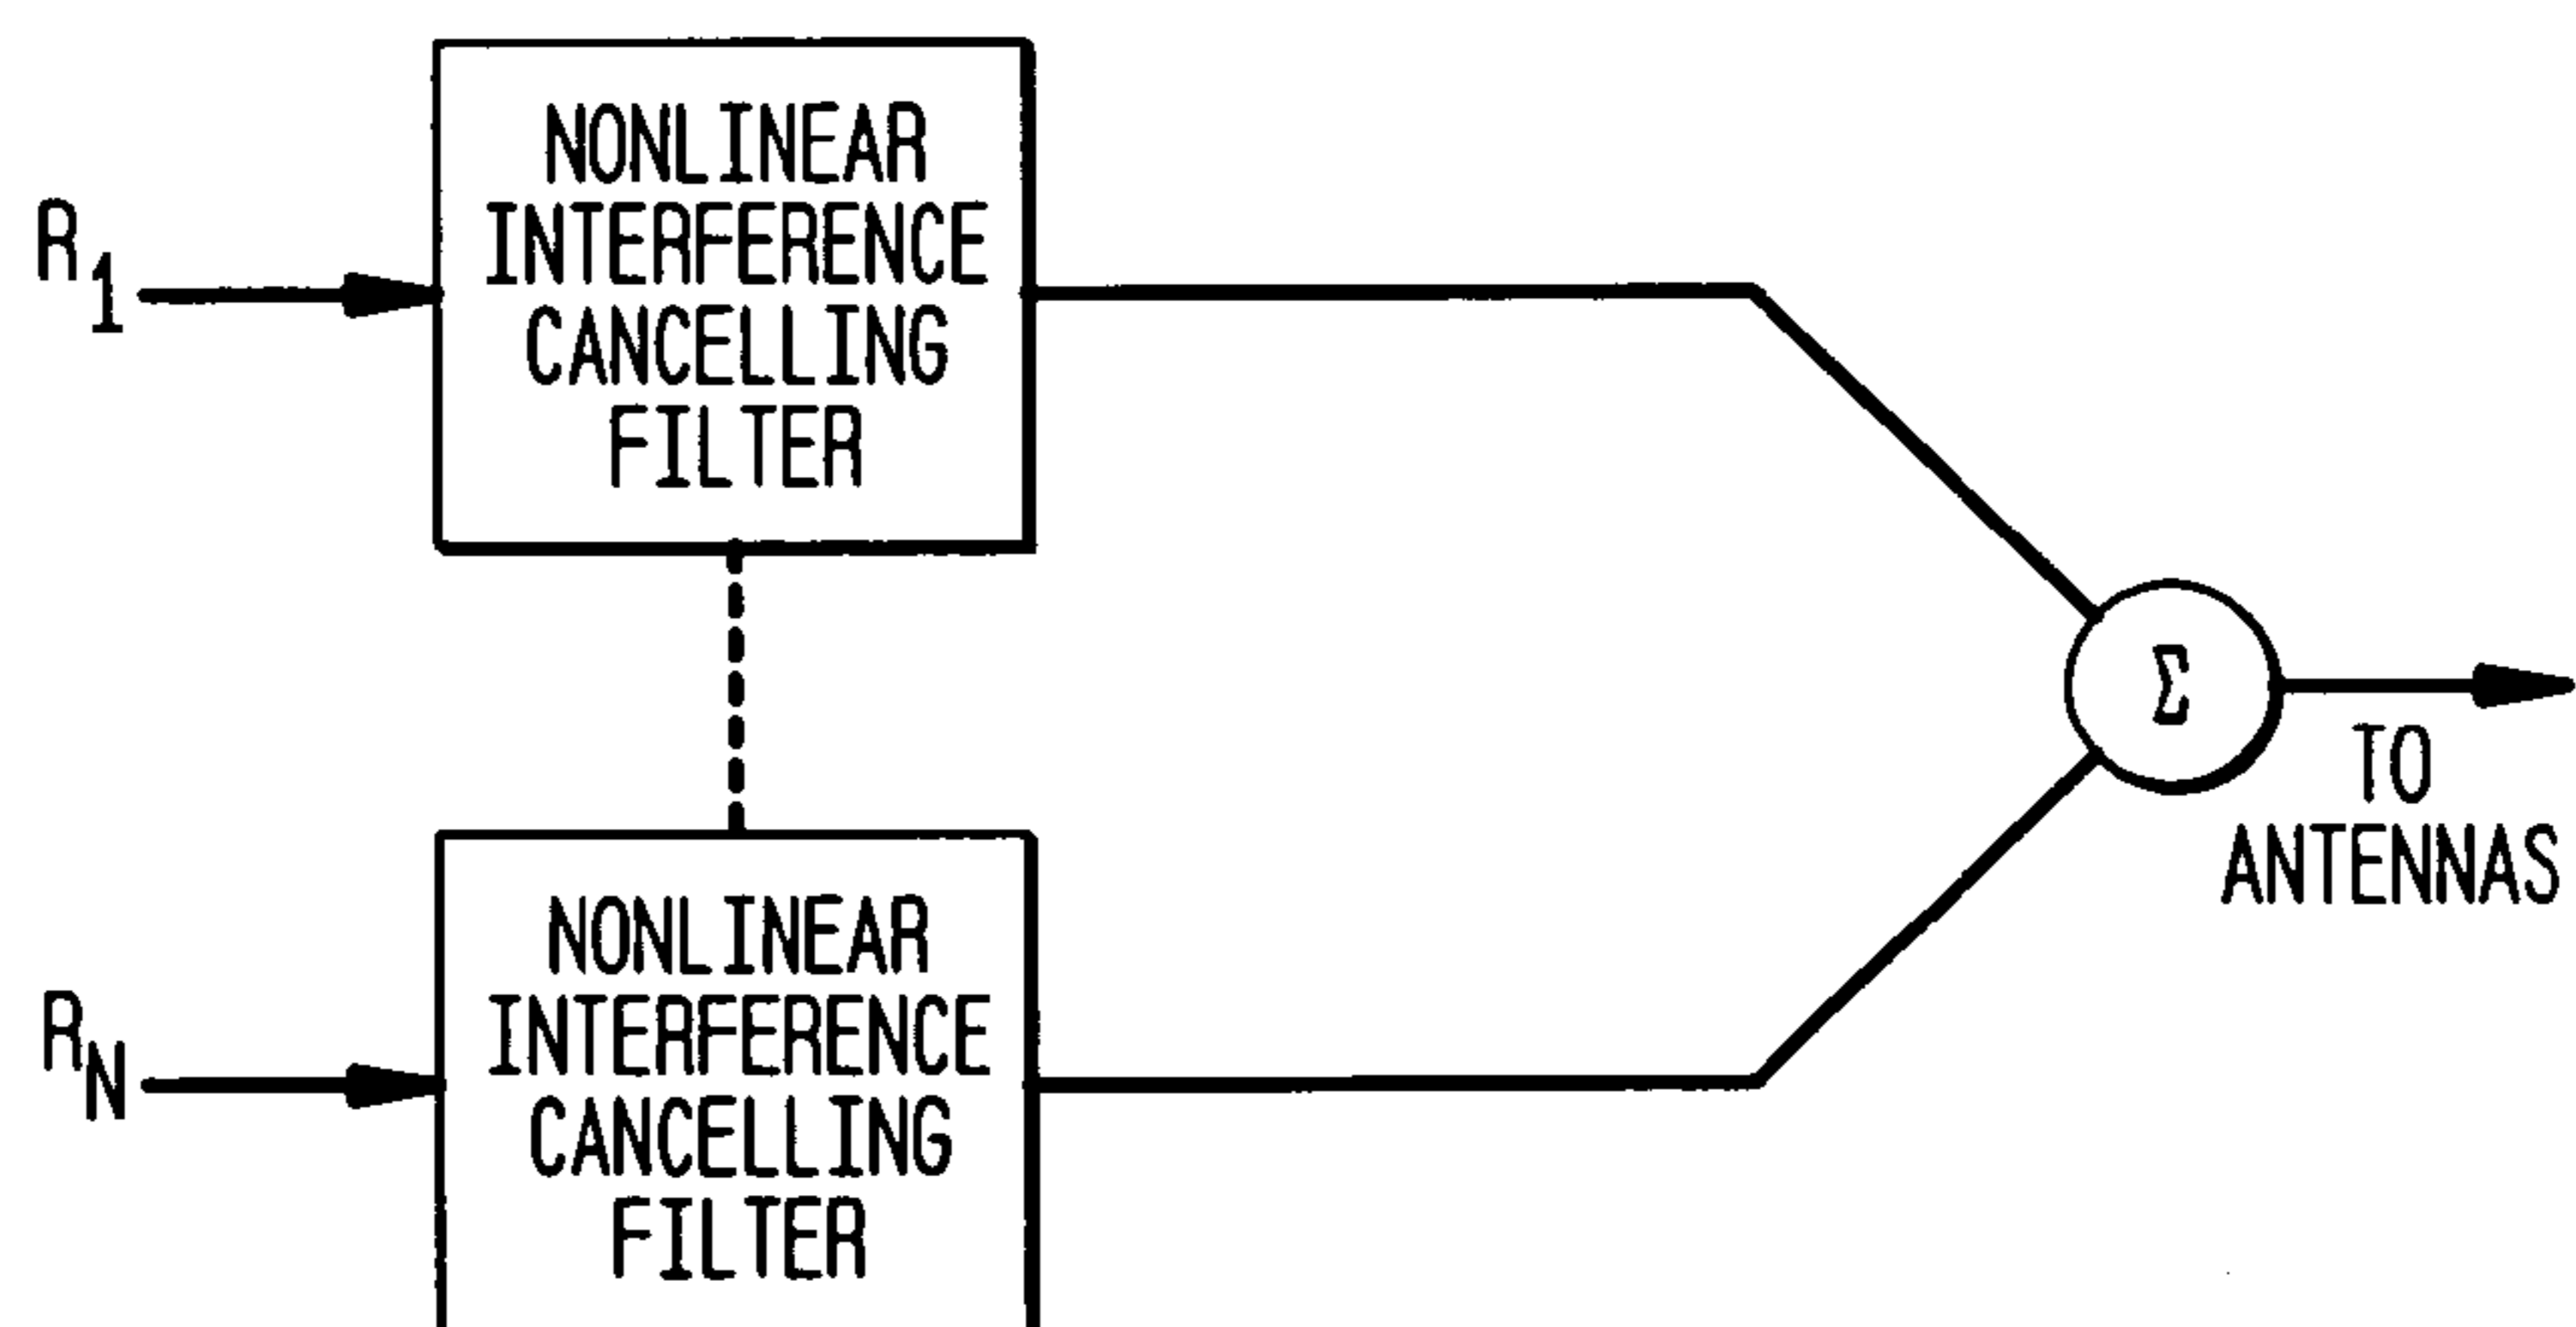 R1
NONLINEAR
INTERFERENCE
CANCELLING
FILTER
Σ
TO
ANTENNAS
RN
NONLINEAR
INTERFERENCE
CANCELLING
FILTER